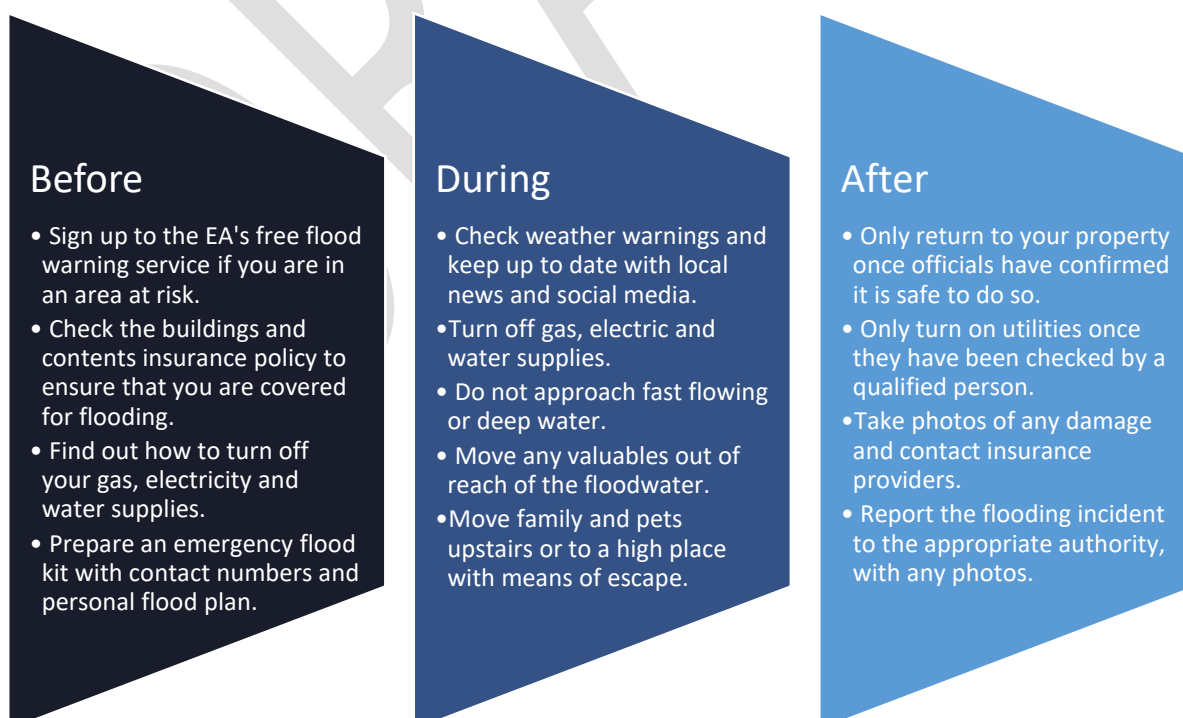 Before
• Sign up to the EA's free flood
warning service if you are in
an area at risk.
• Check the buildings and
contents insurance policy to
ensure that you are covered
for flooding.
• Find out how to turn off
your gas, electricity and
water supplies.
• Prepare an emergency flood
kit with contact numbers and
personal flood plan.
During
• Check weather warnings and
keep up to date with local
news and social media.
•Turn off gas, electric and
water supplies.
• Do not approach fast flowing
or deep water.
• Move any valuables out of
reach of the floodwater.
•Move family and pets
upstairs or to a high place
with means of escape.
After
• Only return to your property
once officials have confirmed
it is safe to do so.
• Only turn on utilities once
they have been checked by a
qualified person.
•Take photos of any damage
and contact insurance
providers.
• Report the flooding incident
to the appropriate authority,
with any photos.